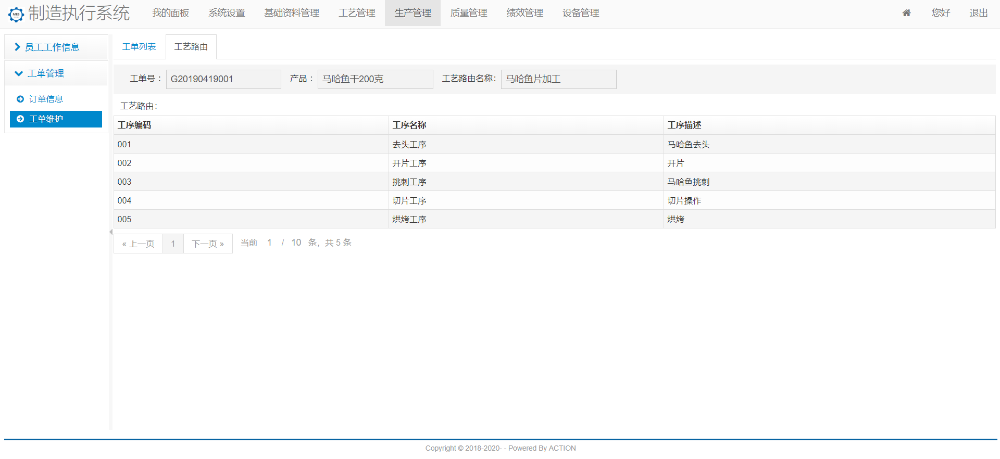 MES 制造执行系统 我的面板 系统设置 基础资料管理 工艺管理 生产管理 质量管理 绩效管理 设备管理 您好 退出
员工工作信息
工单管理
订单信息
工单维护
工单列表 工艺路由
工单号： G20190419001 产品： 马哈鱼干200克 工艺路由名称： 马哈鱼片加工
工艺路由：
工序编码 工序名称 工序描述
001 去头工序 马哈鱼去头
002 开片工序 开片
003 挑刺工序 马哈鱼挑刺
004 切片工序 切片操作
005 烘烤工序 烘烤
« 上一页 1 下一页 » 当前 1 / 10 条，共 5 条
Copyright © 2018-2020- - Powered By ACTION